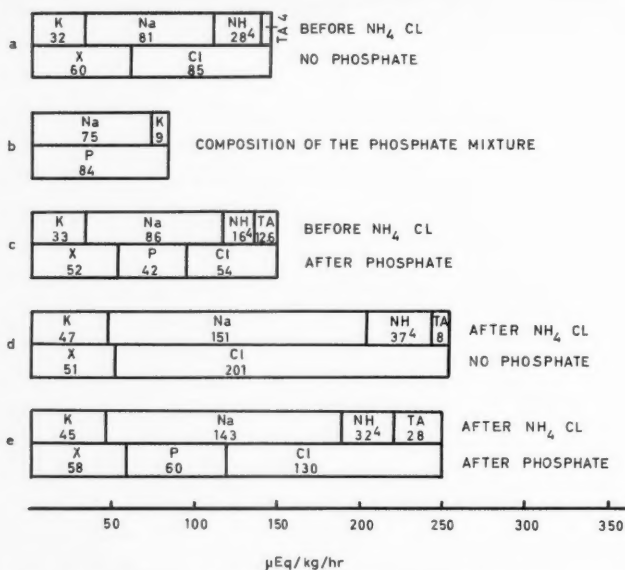 a
K Na NH4 TA 4
32 81 28
BEFORE NH4 CL
X Cl
60 85
NO PHOSPHATE
b
Na K
75 9
COMPOSITION OF THE PHOSPHATE MIXTURE
P
84
c
K Na NH4 TA
33 86 16 12.6
BEFORE NH4 CL
X P Cl
52 42 54
AFTER PHOSPHATE
d
K Na NH4 TA
47 151 37 8
AFTER NH4 CL
X Cl
51 201
NO PHOSPHATE
e
K Na NH4 TA
45 143 32 28
AFTER NH4 CL
X P Cl
58 60 130
AFTER PHOSPHATE
50 100 150 200 250 300 350
µEq/kg/hr